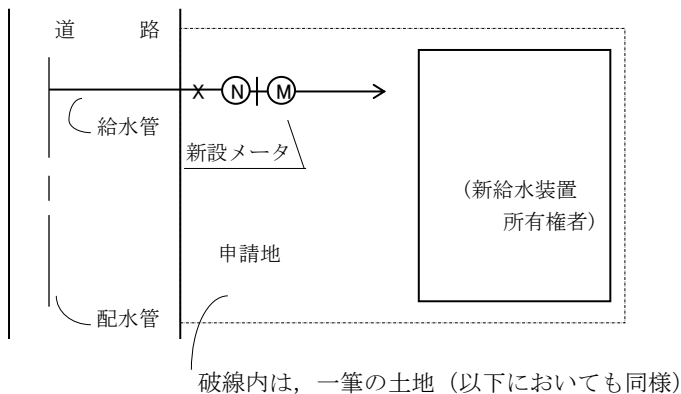 道 路
X N M
給水管
新設メータ
(新給水装置
所有権者)
申請地
配水管
破線内は，一筆の土地（以下においても同様）